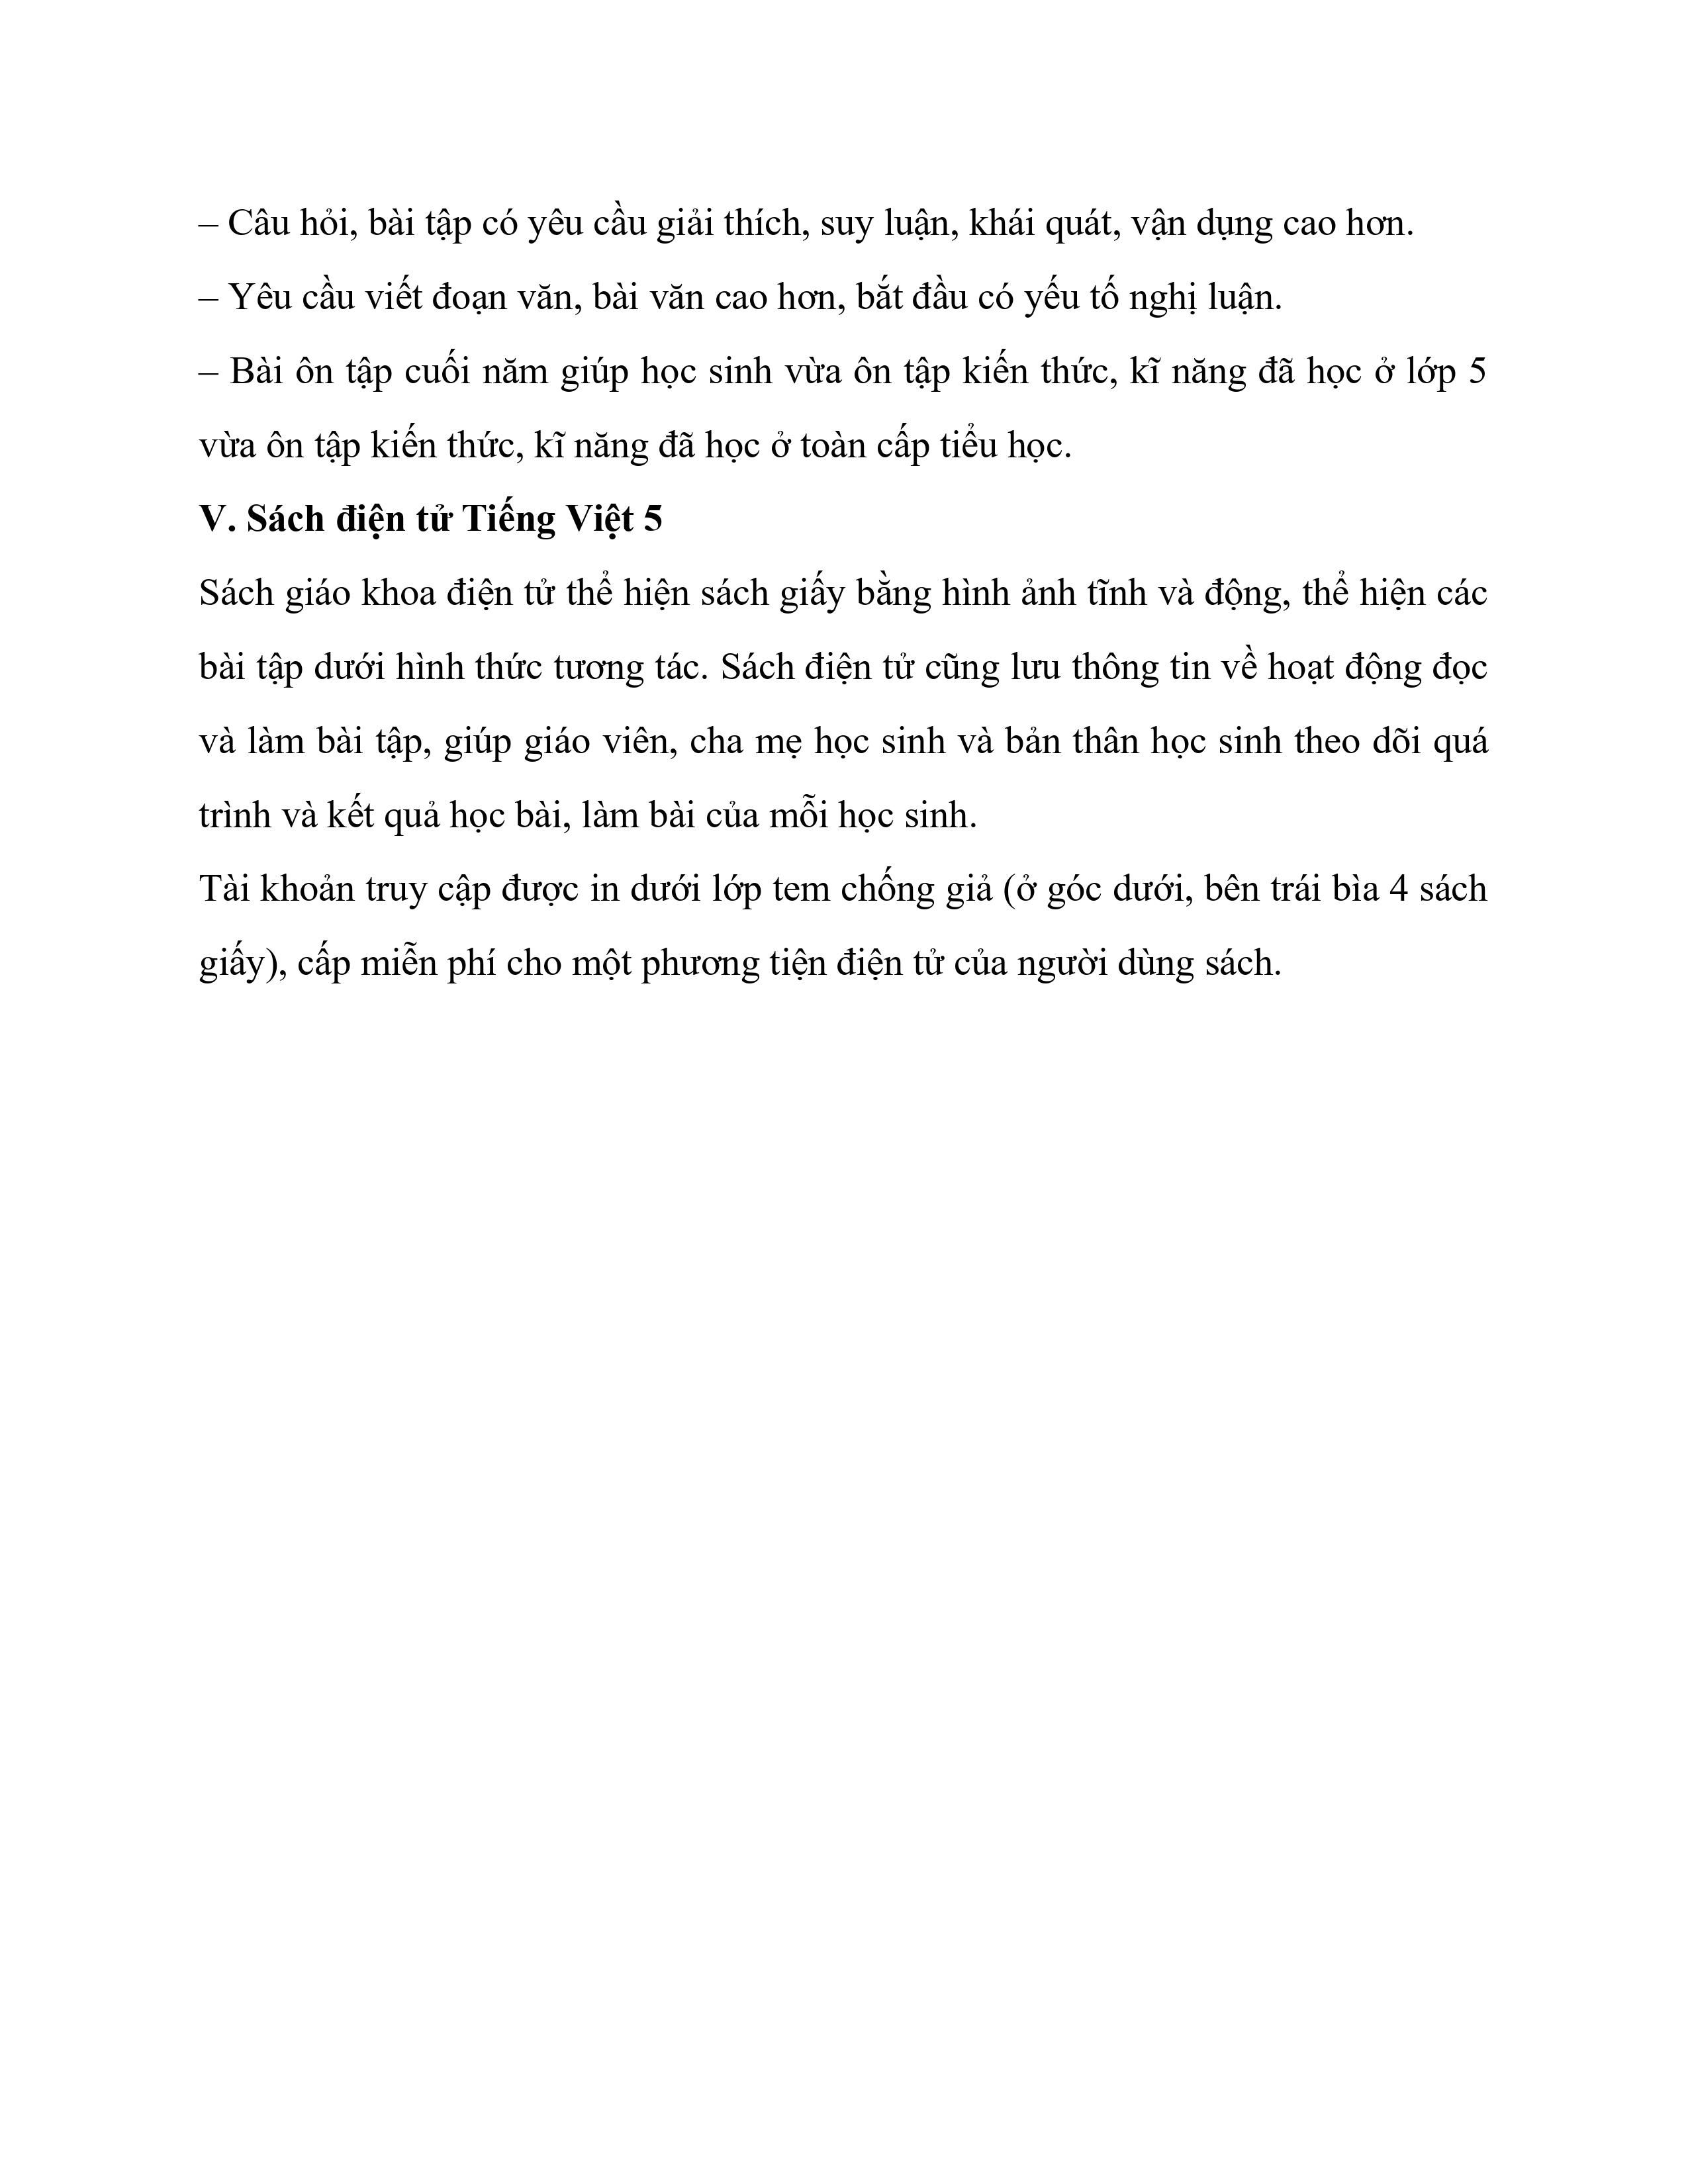 – Câu hỏi, bài tập có yêu cầu giải thích, suy luận, khái quát, vận dụng cao hơn.
– Yêu cầu viết đoạn văn, bài văn cao hơn, bắt đầu có yếu tố nghị luận.
– Bài ôn tập cuối năm giúp học sinh vừa ôn tập kiến thức, kĩ năng đã học ở lớp 5
vừa ôn tập kiến thức, kĩ năng đã học ở toàn cấp tiểu học.
V. Sách điện tử Tiếng Việt 5
Sách giáo khoa điện tử thể hiện sách giấy bằng hình ảnh tĩnh và động, thể hiện các
bài tập dưới hình thức tương tác. Sách điện tử cũng lưu thông tin về hoạt động đọc
và làm bài tập, giúp giáo viên, cha mẹ học sinh và bản thân học sinh theo dõi quá
trình và kết quả học bài, làm bài của mỗi học sinh.
Tài khoản truy cập được in dưới lớp tem chống giả (ở góc dưới, bên trái bìa 4 sách
giấy), cấp miễn phí cho một phương tiện điện tử của người dùng sách.